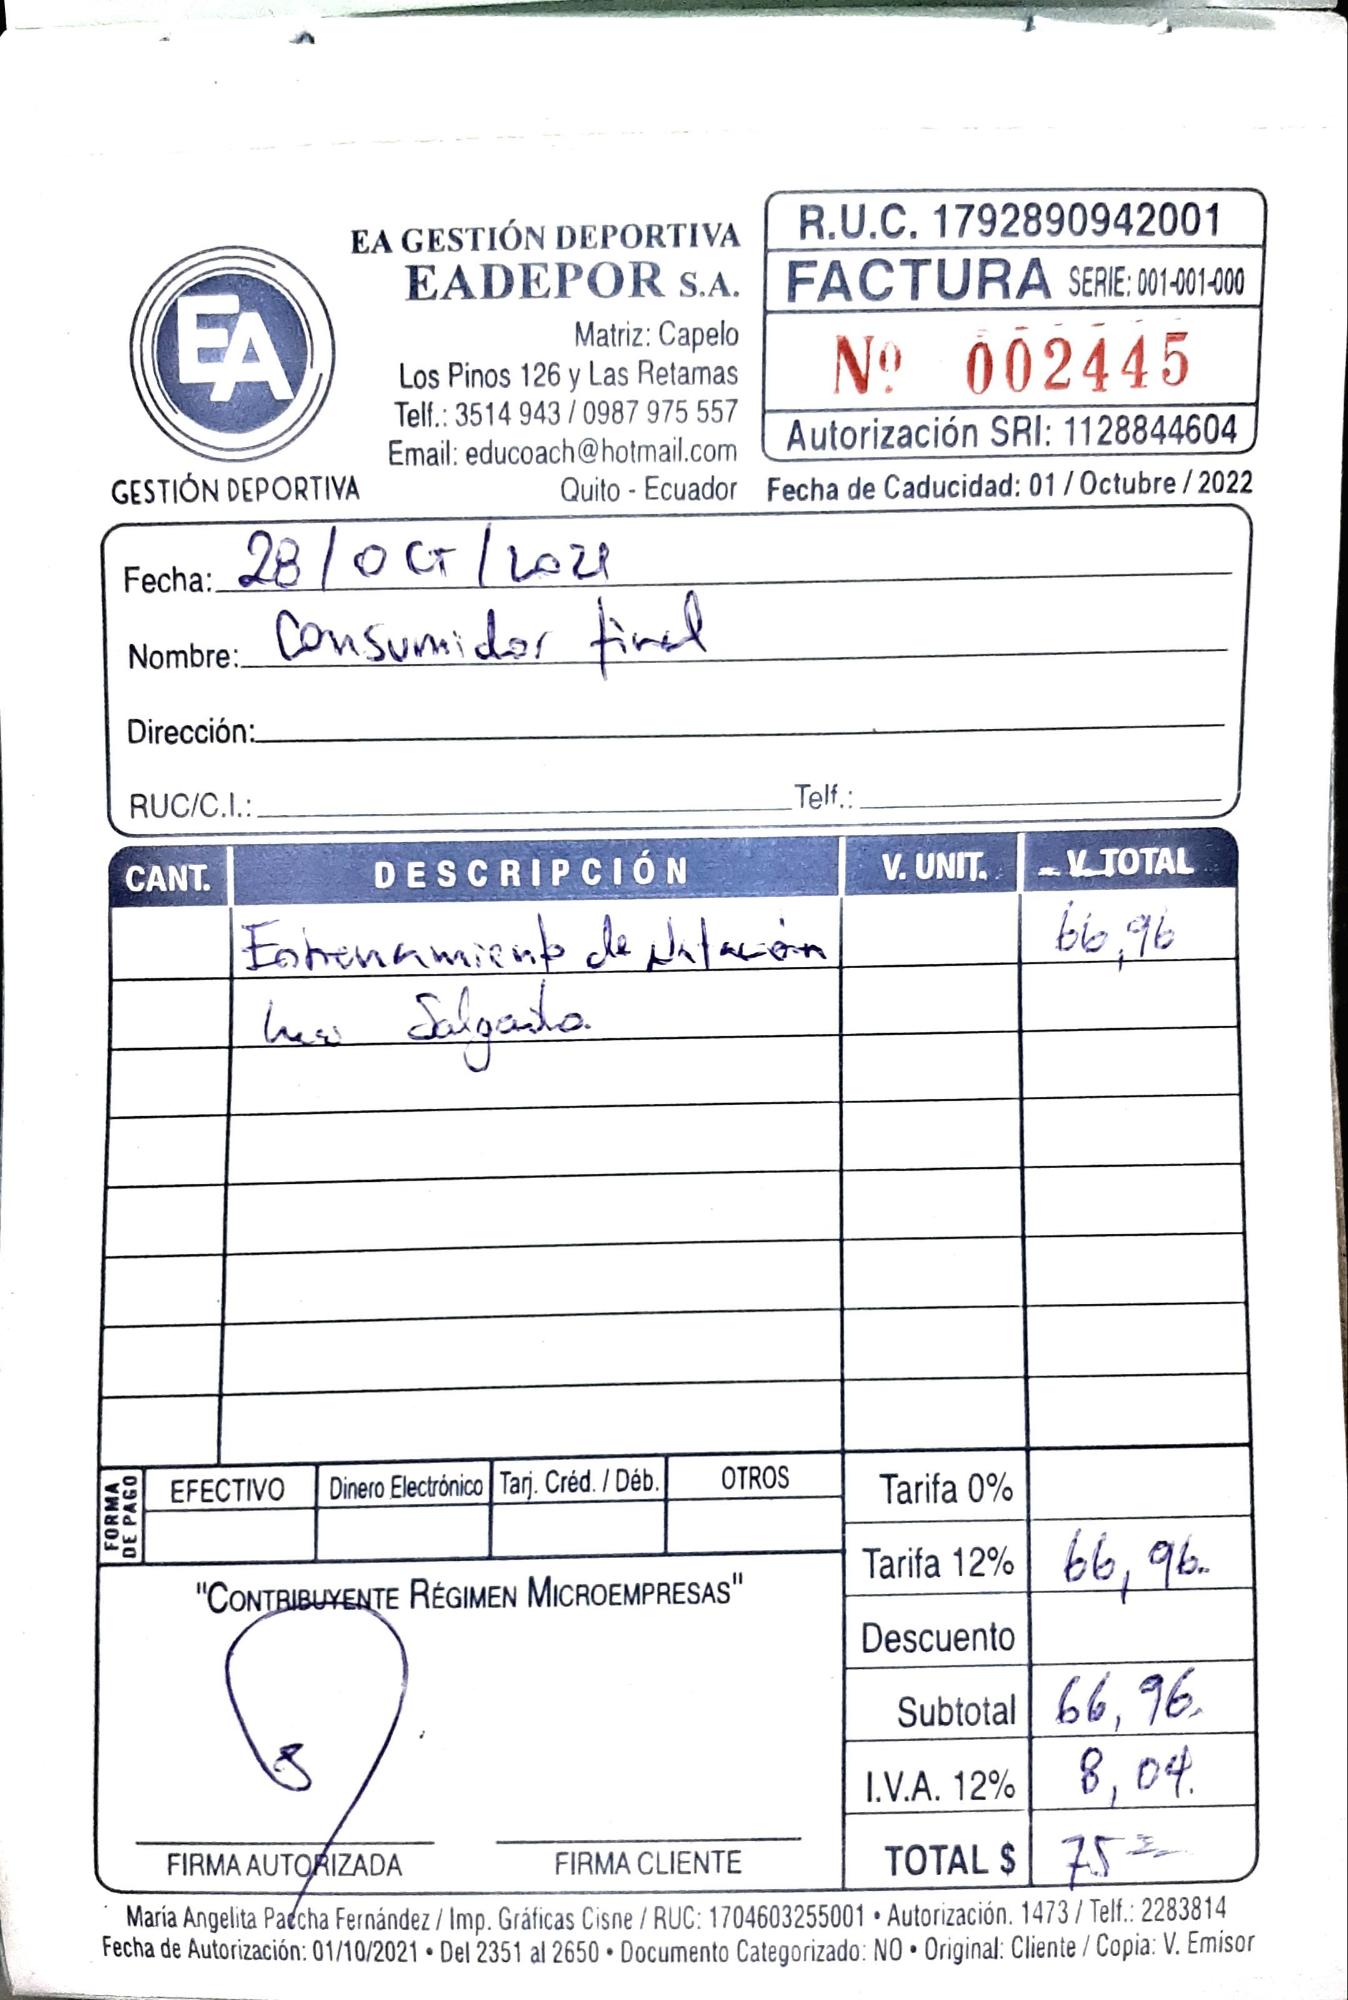 EA GESTIÓN DEPORTIVA
EADEPOR S.A.
Matriz: Capelo
Los Pinos 126 y Las Retamas
Telf.: 3514 943 / 0987 975 557
Email: educoach@hotmail.com
Quito - Ecuador
EA
GESTIÓN DEPORTIVA
R.U.C. 1792890942001
FACTURA SERIE: 001-001-000
Nº 002445
Autorización SRI: 1128844604
Fecha de Caducidad: 01 / Octubre / 2022
Fecha: 28/OCT/2021
Nombre: Consumidor final
Dirección:
RUC/C.I.: Telf.:
CANT. DESCRIPCIÓN V. UNIT. V. TOTAL
Entrenamiento de Natación 66,96
Salgado.
FORMA DE PAGO
EFECTIVO Dinero Electrónico Tarj. Créd. / Déb. OTROS
Tarifa 0%
Tarifa 12% 66,96.
Descuento
Subtotal 66,96.
I.V.A. 12% 8,04.
TOTAL $ 75
"CONTRIBUYENTE RÉGIMEN MICROEMPRESAS"
FIRMA AUTORIZADA FIRMA CLIENTE
María Angelita Paccha Fernández / Imp. Gráficas Cisne / RUC: 1704603255001 • Autorización. 1473 / Telf.: 2283814
Fecha de Autorización: 01/10/2021 • Del 2351 al 2650 • Documento Categorizado: NO • Original: Cliente / Copia: V. Emisor